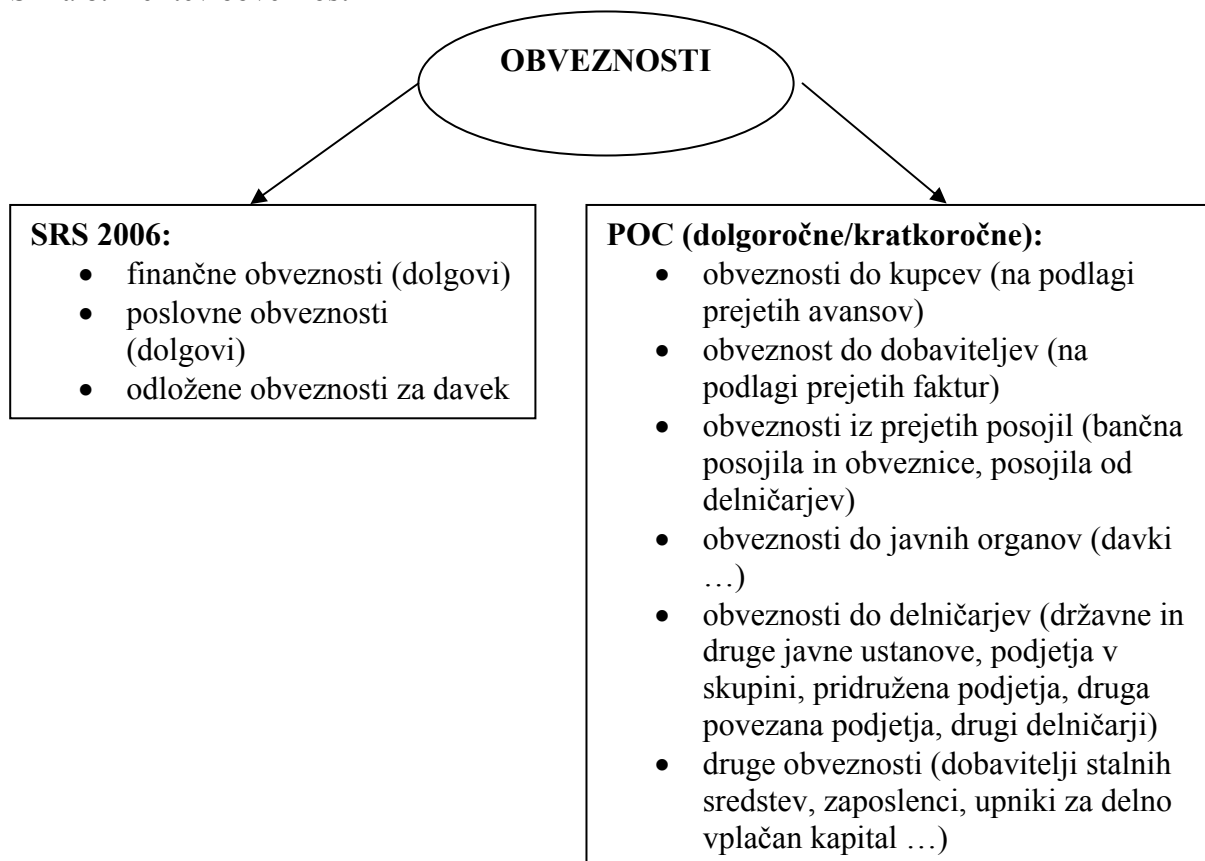 OBVEZNOSTI
SRS 2006:
• finančne obveznosti (dolgovi)
• poslovne obveznosti
(dolgovi)
• odložene obveznosti za davek
POC (dolgoročne/kratkoročne):
• obveznosti do kupcev (na podlagi
prejetih avansov)
• obveznost do dobaviteljev (na
podlagi prejetih faktur)
• obveznosti iz prejetih posojil (bančna
posojila in obveznice, posojila od
delničarjev)
• obveznosti do javnih organov (davki
…)
• obveznosti do delničarjev (državne in
druge javne ustanove, podjetja v
skupini, pridružena podjetja, druga
povezana podjetja, drugi delničarji)
• druge obveznosti (dobavitelji stalnih
sredstev, zaposlenci, upniki za delno
vplačan kapital …)